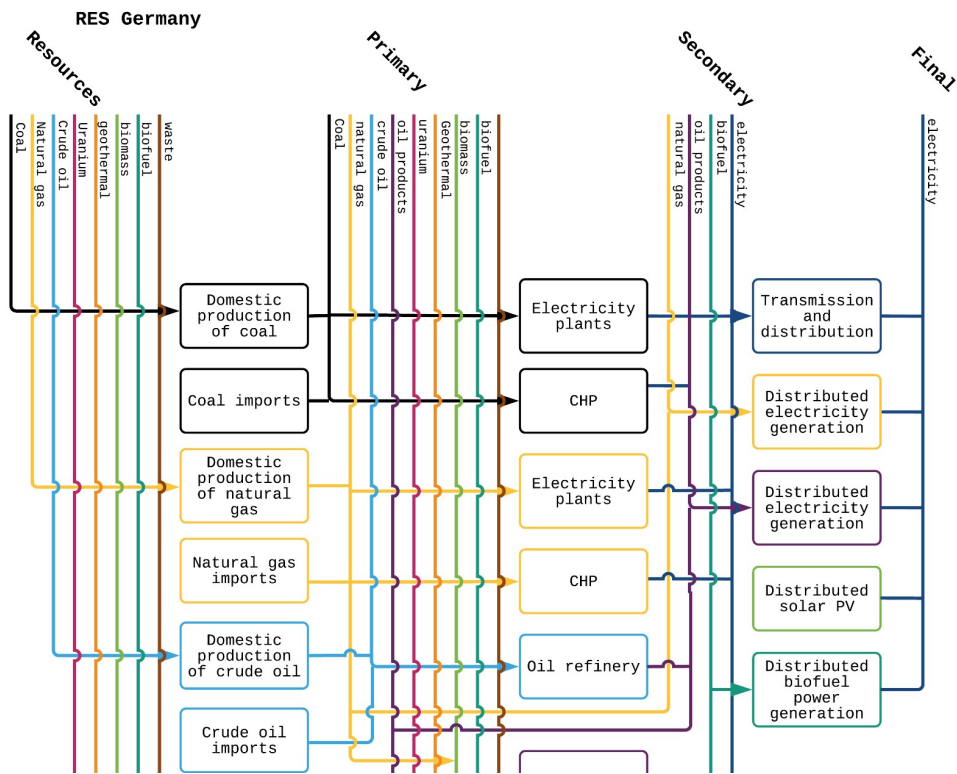 RES Germany
Resources
Primary
Secondary
Final
Coal
Natural gas
Crude oil
Uranium
geothermal
biomass
biofuel
waste
Coal
natural gas
crude oil
oil products
uranium
Geothermal
biomass
biofuel
natural gas
oil products
biofuel
electricity
electricity
Domestic
production
of coal
Coal imports
Domestic
production
of natural
gas
Natural gas
imports
Domestic
production
of crude oil
Crude oil
imports
Electricity
plants
CHP
Electricity
plants
CHP
Oil refinery
Transmission
and
distribution
Distributed
electricity
generation
Distributed
electricity
generation
Distributed
solar PV
Distributed
biofuel
power
generation